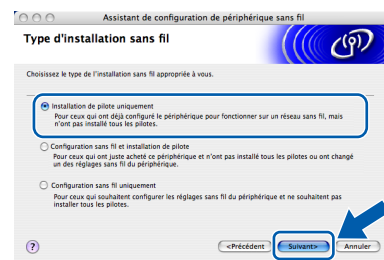 Assistant de configuration de périphérique sans fil
Type d'installation sans fil
Choisissez le type de l'installation sans fil appropriée à vous.
Installation de pilote uniquement
Pour ceux qui ont déjà configuré le périphérique pour fonctionner sur un réseau sans fil, mais
n'ont pas installé tous les pilotes.
Configuration sans fil et installation de pilote
Pour ceux qui ont juste acheté ce périphérique et n'ont pas installé tous les pilotes ou ont changé
un des réglages sans fil du périphérique.
Configuration sans fil uniquement
Pour ceux qui souhaitent configurer les réglages sans fil du périphérique et ne souhaitent pas
installer tous les pilotes.
?
<Précédent
Suivant>
Annuler